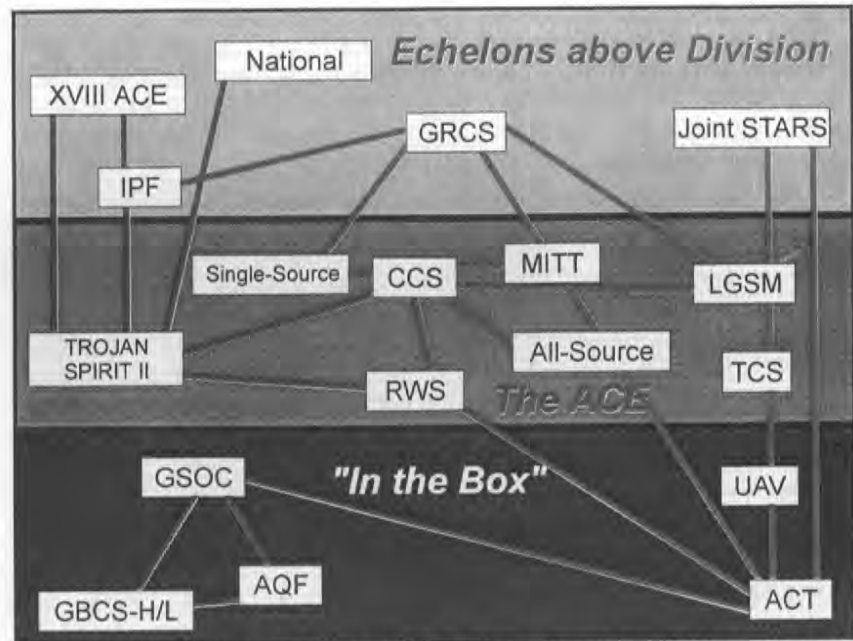 Echelons above Division
National
XVIII ACE
GRCS
Joint STARS
IPF
Single-Source
CCS
MITT
LGSM
TROJAN
SPIRIT II
All-Source
TCS
RWS
The ACE
GSOC
"In the Box"
UAV
AQF
GBCS-H/L
ACT